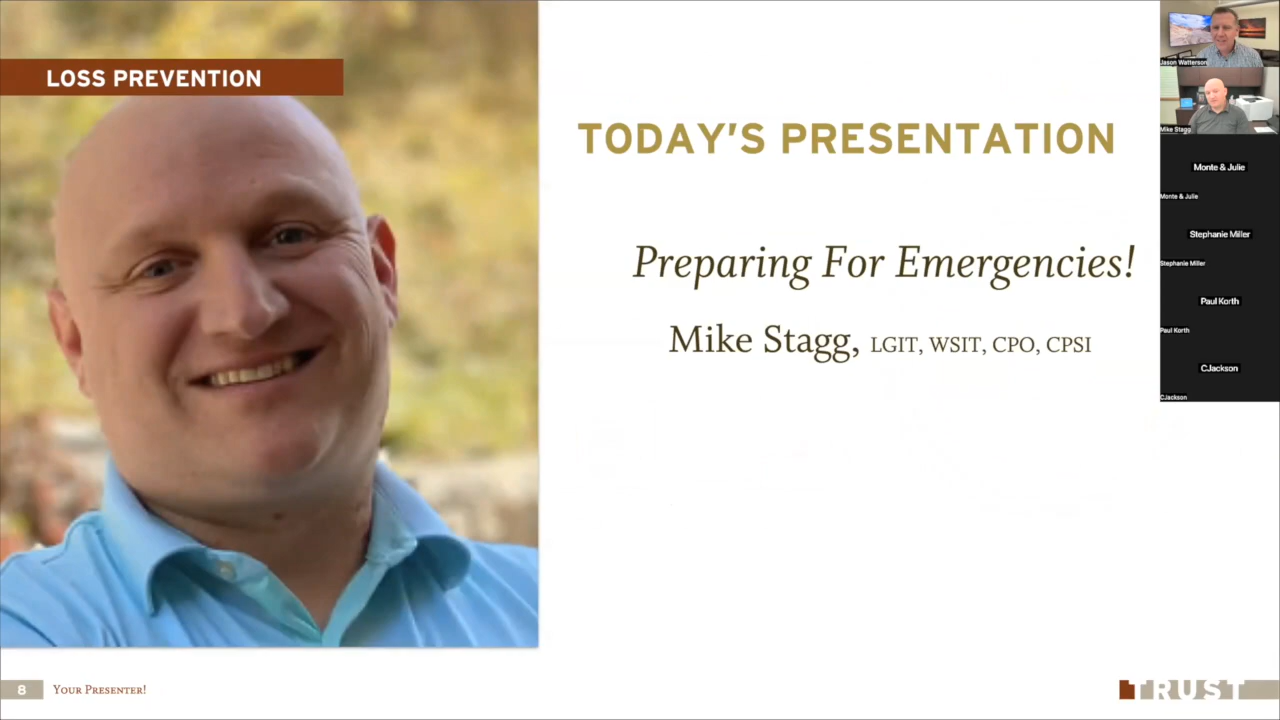 LOSS PREVENTION
TODAY'S PRESENTATION
Preparing For Emergencies!
Mike Stagg, LGIT, WSIT, CPO, CPSI
8
Your Presenter!
TRUST
Jason Watterson
Mike Stagg
Monte & Julie
Monte & Julie
Stephanie Miller
Stephanie Miller
Paul Korth
Paul Korth
CJackson
CJackson